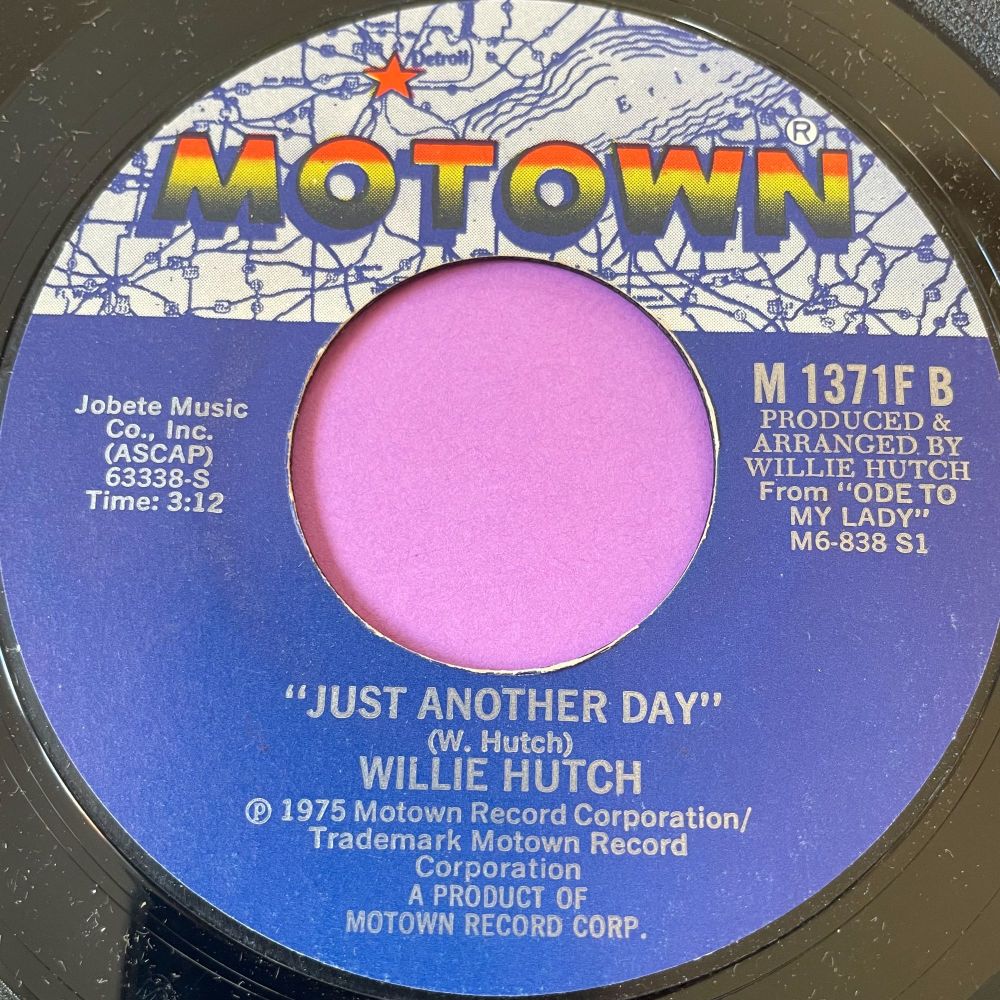 Detroit
Erie
MOTOWN®
Jobete Music
Co., Inc.
(ASCAP)
63338-S
Time: 3:12
M 1371F B
PRODUCED &
ARRANGED BY
WILLIE HUTCH
From "ODE TO
MY LADY"
M6-838 S1
"JUST ANOTHER DAY"
(W. Hutch)
WILLIE HUTCH
℗ 1975 Motown Record Corporation/
Trademark Motown Record
Corporation
A PRODUCT OF
MOTOWN RECORD CORP.